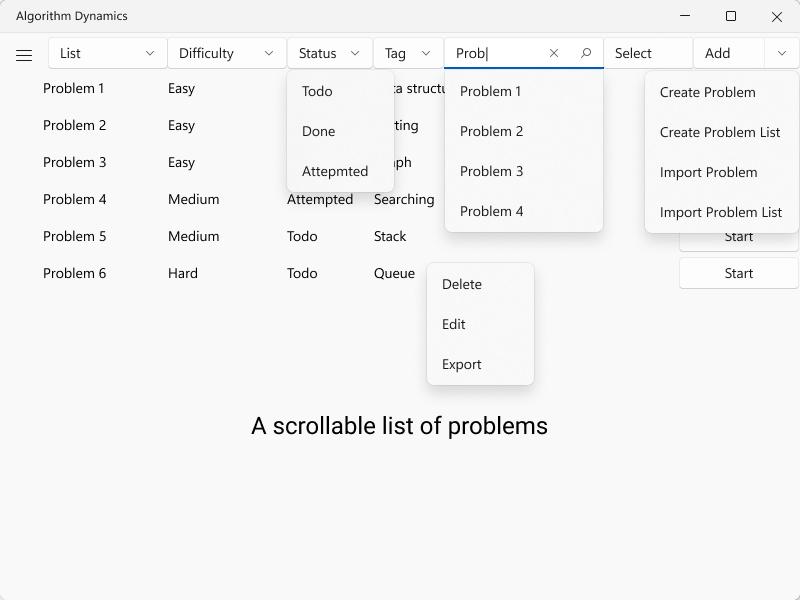 Algorithm Dynamics
List Difficulty Status Tag Prob Select Add
Problem 1 Easy ta structu
Problem 2 Easy ting
Problem 3 Easy ph
Problem 4 Medium Attempted Searching
Problem 5 Medium Todo Stack Start
Problem 6 Hard Todo Queue Start
Todo
Done
Attepmted
Problem 1
Problem 2
Problem 3
Problem 4
Create Problem
Create Problem List
Import Problem
Import Problem List
Delete
Edit
Export
A scrollable list of problems